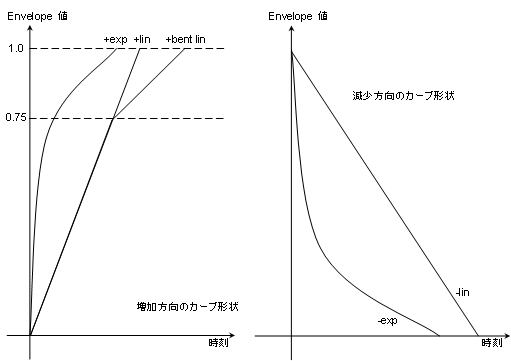 Envelope 値
+exp +lin +bent lin
1.0
0.75
増加方向のカーブ形状
時刻
Envelope 値
減少方向のカーブ形状
-lin
-exp
時刻